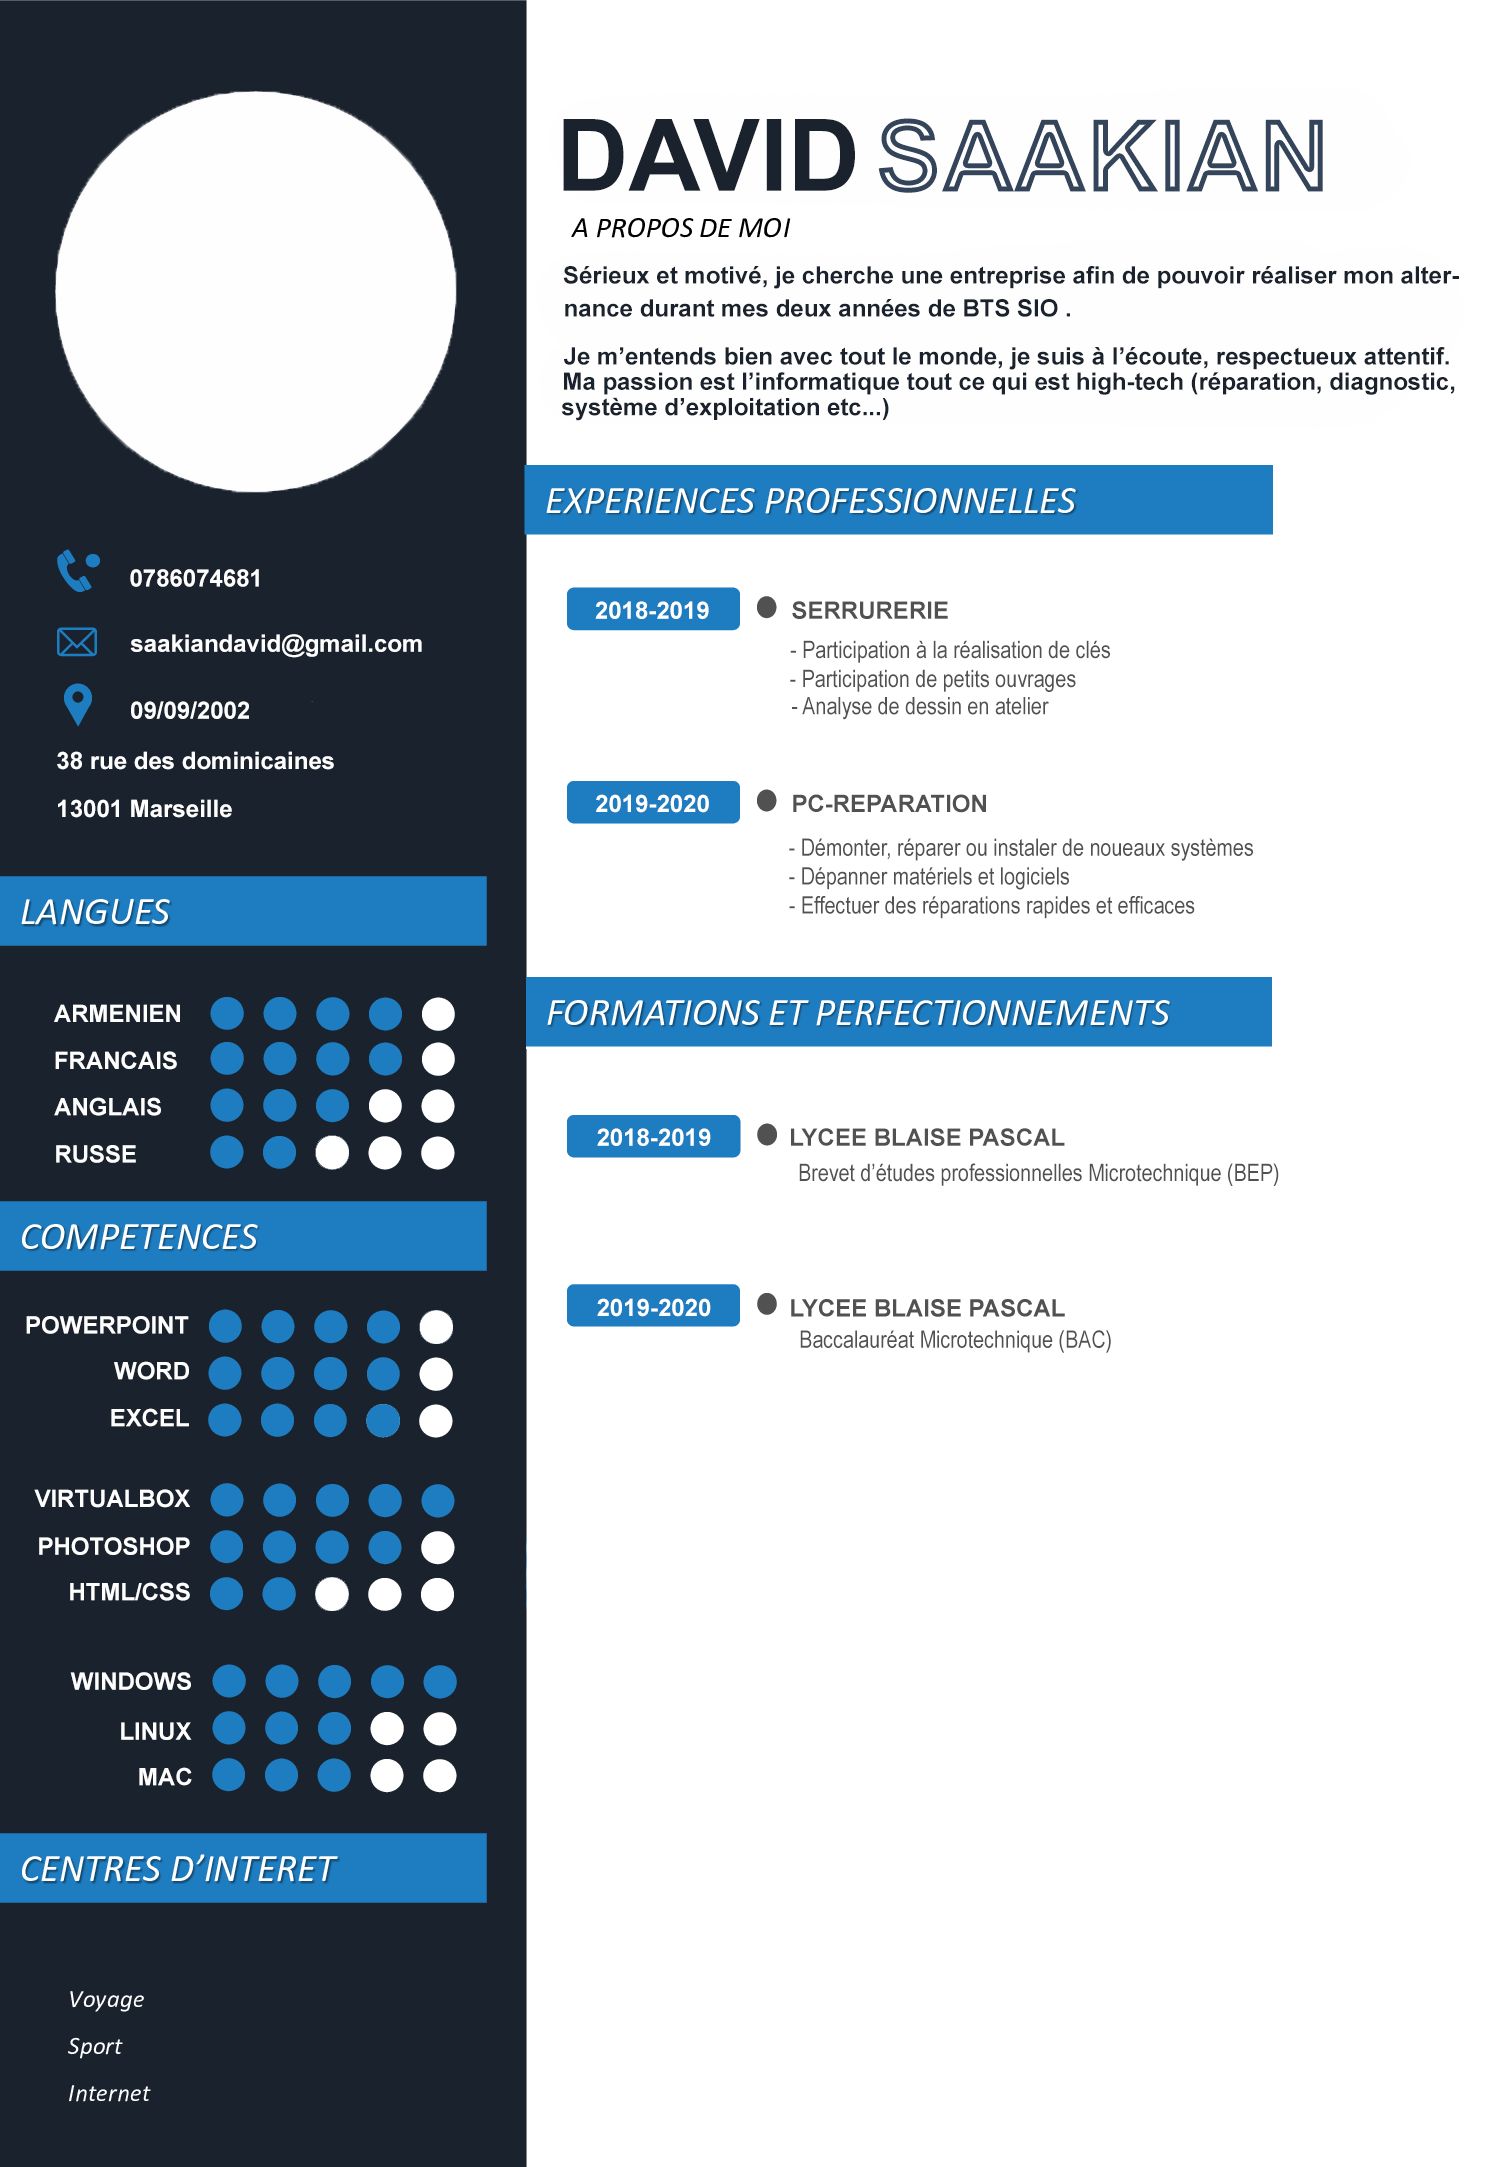 DAVID SAAKIAN
A PROPOS DE MOI
Sérieux et motivé, je cherche une entreprise afin de pouvoir réaliser mon alter-
nance durant mes deux années de BTS SIO .
Je m’entends bien avec tout le monde, je suis à l’écoute, respectueux attentif.
Ma passion est l’informatique tout ce qui est high-tech (réparation, diagnostic,
système d’exploitation etc...)
0786074681
saakiandavid@gmail.com
09/09/2002
38 rue des dominicaines
13001 Marseille
LANGUES
ARMENIEN
FRANCAIS
ANGLAIS
RUSSE
COMPETENCES
POWERPOINT
WORD
EXCEL
VIRTUALBOX
PHOTOSHOP
HTML/CSS
WINDOWS
LINUX
MAC
CENTRES D’INTERET
Voyage
Sport
Internet
EXPERIENCES PROFESSIONNELLES
2018-2019 SERRURERIE
- Participation à la réalisation de clés
- Participation de petits ouvrages
- Analyse de dessin en atelier
2019-2020 PC-REPARATION
- Démonter, réparer ou instaler de noueaux systèmes
- Dépanner matériels et logiciels
- Effectuer des réparations rapides et efficaces
FORMATIONS ET PERFECTIONNEMENTS
2018-2019 LYCEE BLAISE PASCAL
Brevet d’études professionnelles Microtechnique (BEP)
2019-2020 LYCEE BLAISE PASCAL
Baccalauréat Microtechnique (BAC)